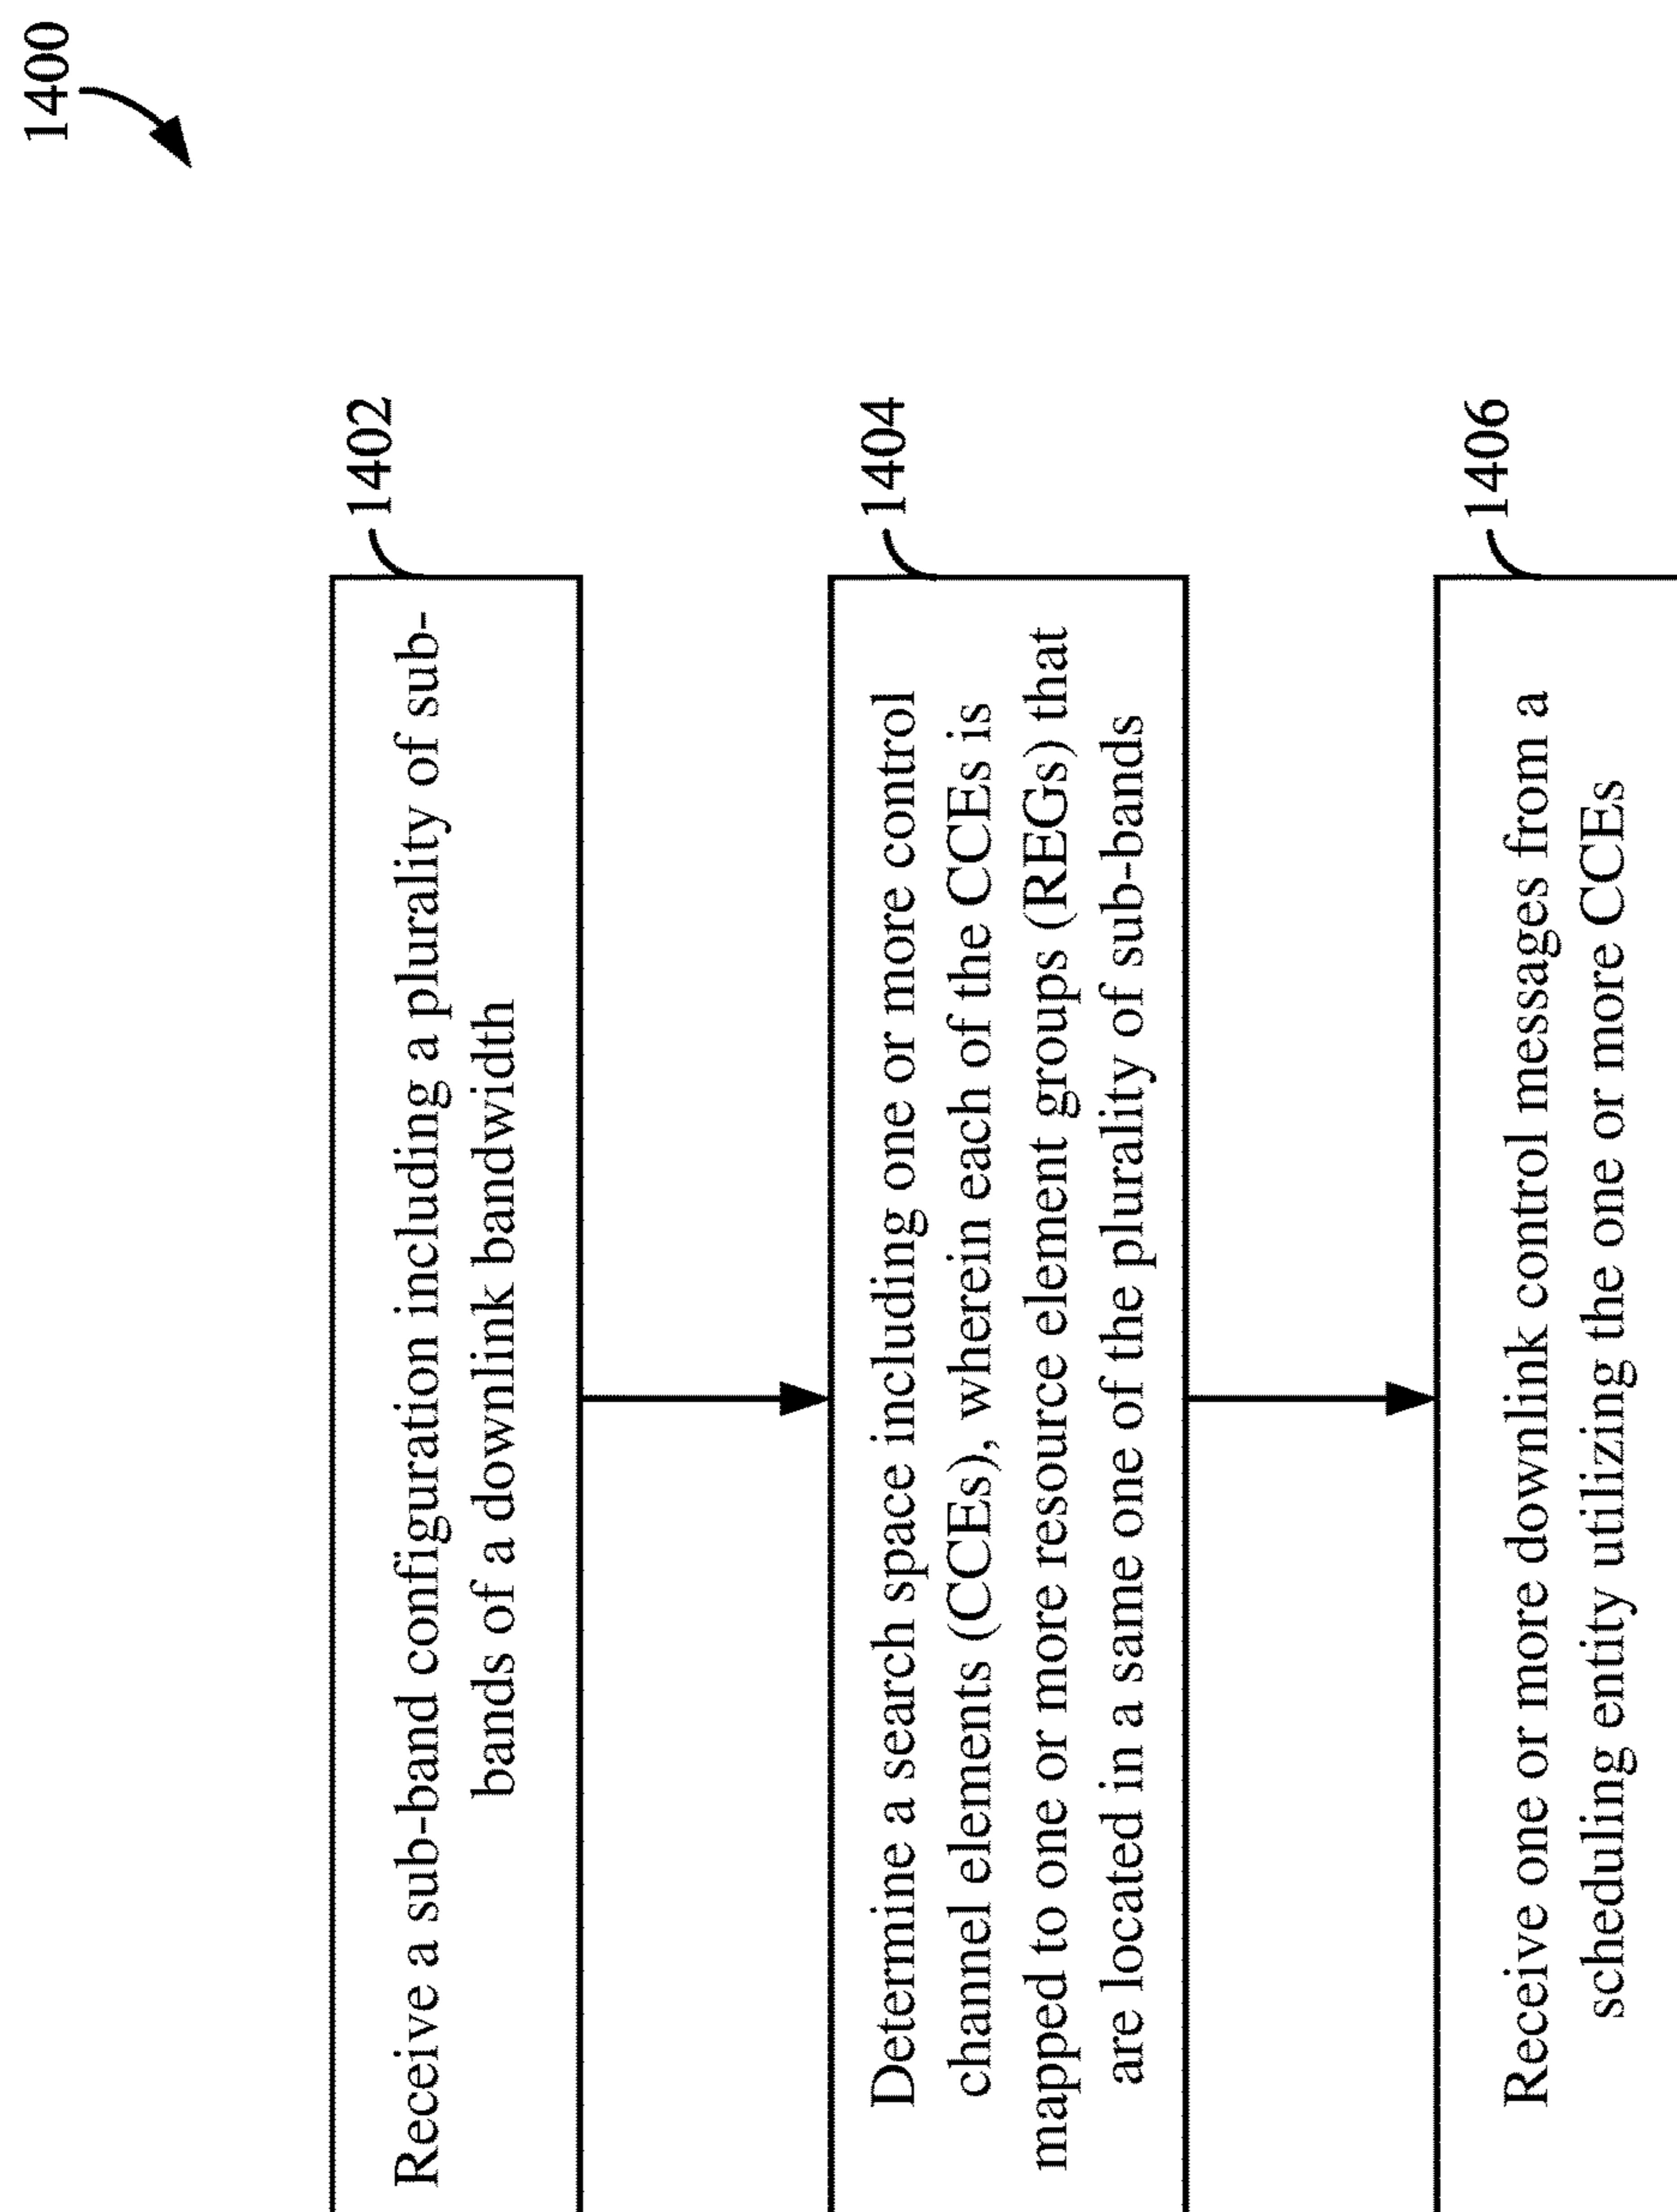 1400
1402
Receive a sub-band configuration including a plurality of sub-
bands of a downlink bandwidth
1404
Determine a search space including one or more control
channel elements (CCEs), wherein each of the CCEs is
mapped to one or more resource element groups (REGs) that
are located in a same one of the plurality of sub-bands
1406
Receive one or more downlink control messages from a
scheduling entity utilizing the one or more CCEs